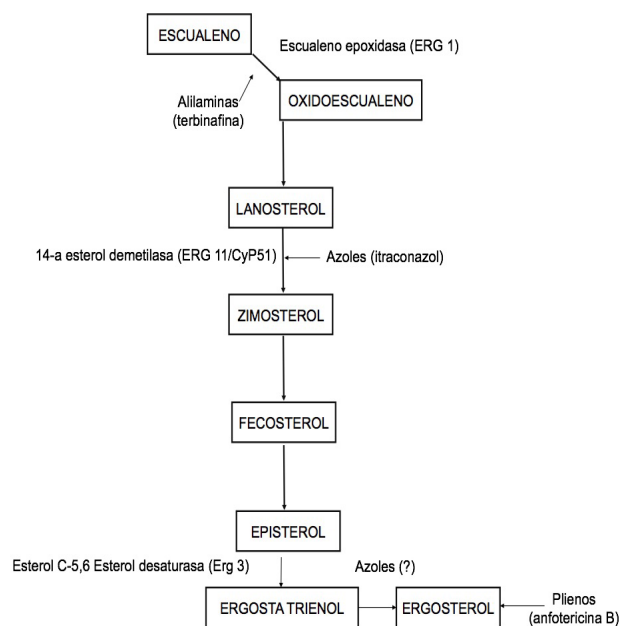 ESCUALENO
Escualeno epoxidasa (ERG 1)
Alilaminas
(terbinafina)
OXIDOESCUALENO
LANOSTEROL
14-a esterol demetilasa (ERG 11/CyP51)
Azoles (itraconazol)
ZIMOSTEROL
FECOSTEROL
EPISTEROL
Esterol C-5,6 Esterol desaturasa (Erg 3)
Azoles (?)
ERGOSTA TRIENOL
ERGOSTEROL
Plienos
(anfotericina B)